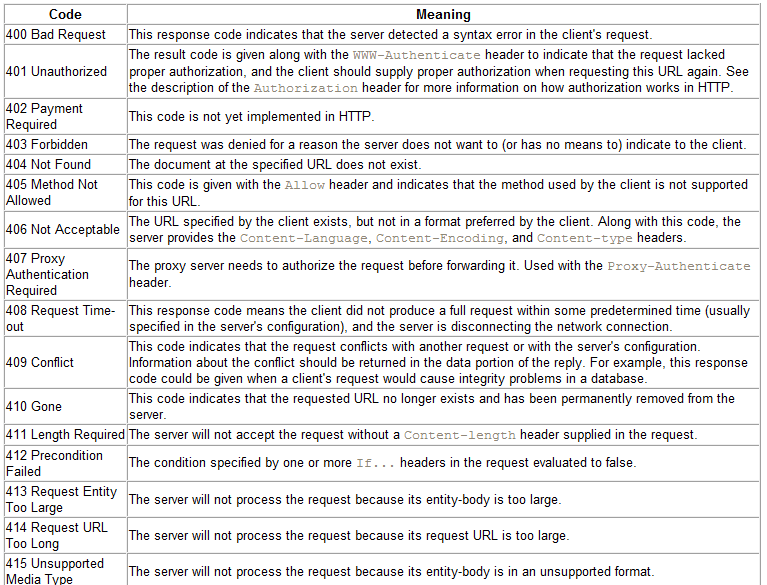 Code Meaning
400 Bad Request This response code indicates that the server detected a syntax error in the client's request.
401 Unauthorized
The result code is given along with the WWW-Authenticate header to indicate that the request lacked
proper authorization, and the client should supply proper authorization when requesting this URL again. See
the description of the Authorization header for more information on how authorization works in HTTP.
402 Payment
Required
This code is not yet implemented in HTTP.
403 Forbidden The request was denied for a reason the server does not want to (or has no means to) indicate to the client.
404 Not Found The document at the specified URL does not exist.
405 Method Not
Allowed
This code is given with the Allow header and indicates that the method used by the client is not supported
for this URL.
406 Not Acceptable
The URL specified by the client exists, but not in a format preferred by the client. Along with this code, the
server provides the Content-Language, Content-Encoding, and Content-type headers.
407 Proxy
Authentication
Required
The proxy server needs to authorize the request before forwarding it. Used with the Proxy-Authenticate
header.
408 Request Time-
out
This response code means the client did not produce a full request within some predetermined time (usually
specified in the server's configuration), and the server is disconnecting the network connection.
409 Conflict
This code indicates that the request conflicts with another request or with the server's configuration.
Information about the conflict should be returned in the data portion of the reply. For example, this response
code could be given when a client's request would cause integrity problems in a database.
410 Gone
This code indicates that the requested URL no longer exists and has been permanently removed from the
server.
411 Length Required The server will not accept the request without a Content-length header supplied in the request.
412 Precondition
Failed
The condition specified by one or more If... headers in the request evaluated to false.
413 Request Entity
Too Large
The server will not process the request because its entity-body is too large.
414 Request URL
Too Long
The server will not process the request because its request URL is too large.
415 Unsupported
Media Type
The server will not process the request because its entity-body is in an unsupported format.